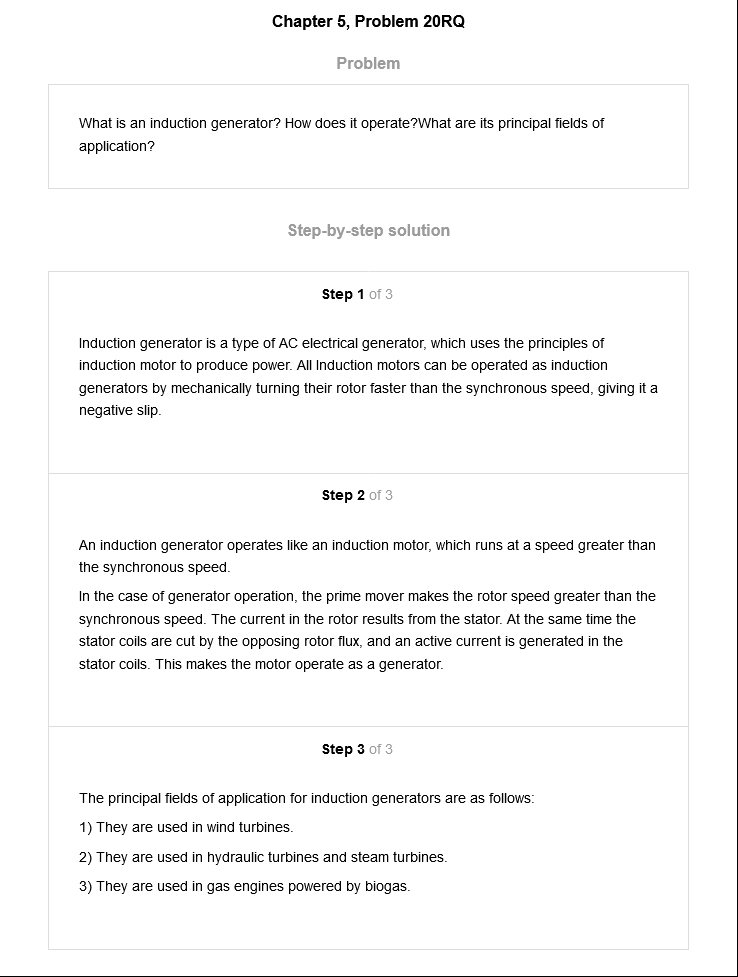 Chapter 5, Problem 20RQ
Problem
What is an induction generator? How does it operate?What are its principal fields of
application?
Step-by-step solution
Step 1 of 3
Induction generator is a type of AC electrical generator, which uses the principles of
induction motor to produce power. All Induction motors can be operated as induction
generators by mechanically turning their rotor faster than the synchronous speed, giving it a
negative slip.
Step 2 of 3
An induction generator operates like an induction motor, which runs at a speed greater than
the synchronous speed.
In the case of generator operation, the prime mover makes the rotor speed greater than the
synchronous speed. The current in the rotor results from the stator. At the same time the
stator coils are cut by the opposing rotor flux, and an active current is generated in the
stator coils. This makes the motor operate as a generator.
Step 3 of 3
The principal fields of application for induction generators are as follows:
1) They are used in wind turbines.
2) They are used in hydraulic turbines and steam turbines.
3) They are used in gas engines powered by biogas.